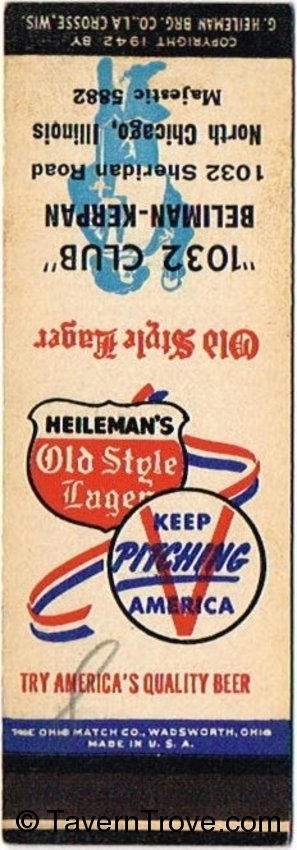 COPYRIGHT 1942 BY
G. HEILEMAN BRG. CO., LA CROSSE, WIS.
"1032 CLUB"
BELIMAN-KERPAN
1032 Sheridan Road
North Chicago, Illinois
Majestic 5882
Old Style Lager
HEILEMAN'S
Old Style
Lager
KEEP
PITCHING
AMERICA
TRY AMERICA'S QUALITY BEER
THE OHIO MATCH CO., WADSWORTH, OHIO
MADE IN U. S. A.
© TavernTrove.com